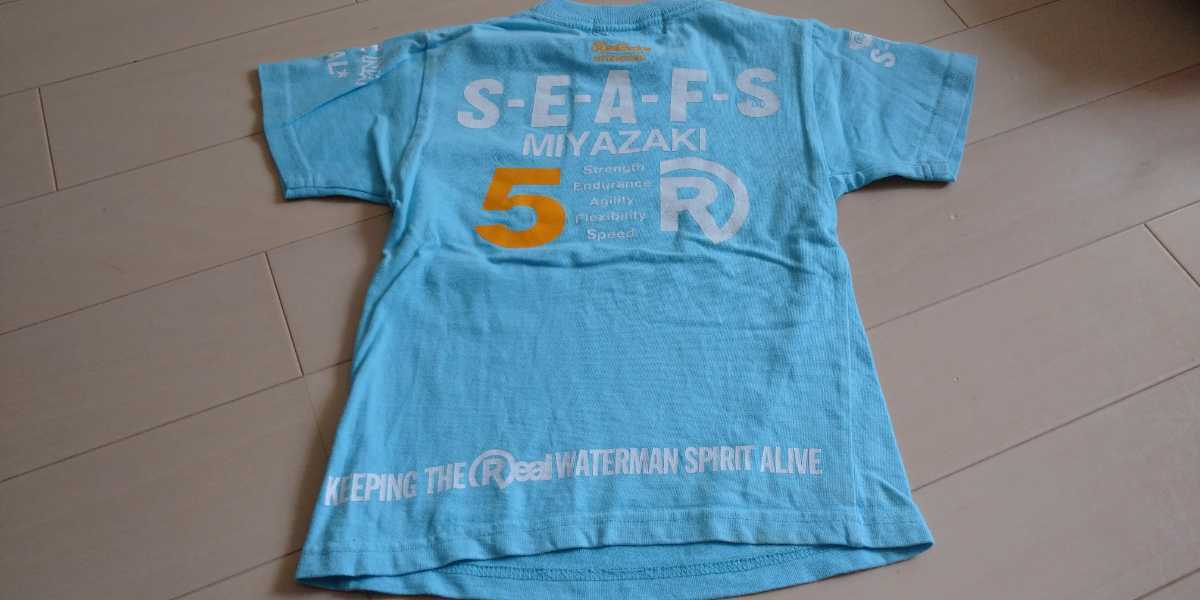 S-E-A-F-S
MIYAZAKI
5
Strength
Endurance
Agility
Flexibility
Speed
R
KEEPING THE Real WATERMAN SPIRIT ALIVE